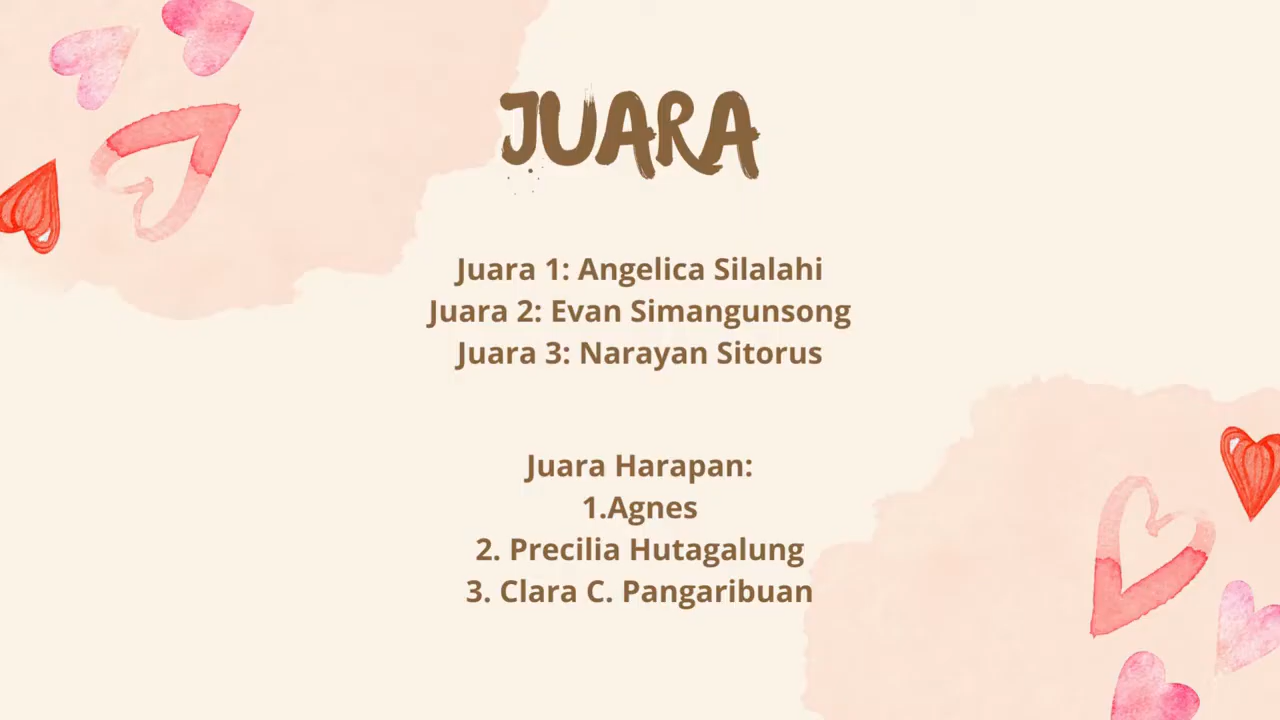 JUARA
Juara 1: Angelica Silalahi
Juara 2: Evan Simangunsong
Juara 3: Narayan Sitorus
Juara Harapan:
1.Agnes
2. Precilia Hutagalung
3. Clara C. Pangaribuan